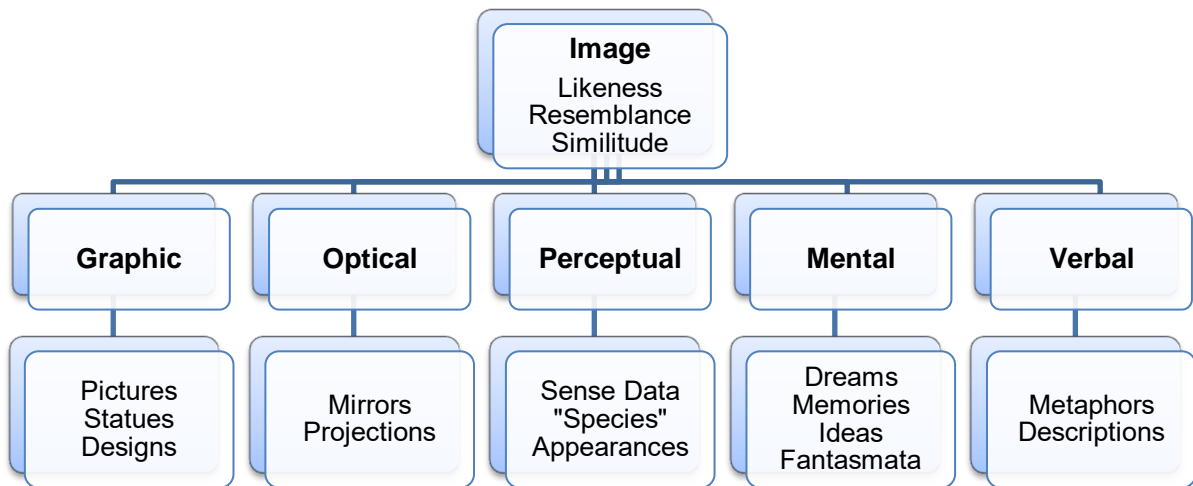 Image
Likeness
Resemblance
Similitude
Graphic
Optical
Perceptual
Mental
Verbal
Pictures
Statues
Designs
Mirrors
Projections
Sense Data
"Species"
Appearances
Dreams
Memories
Ideas
Fantasmata
Metaphors
Descriptions